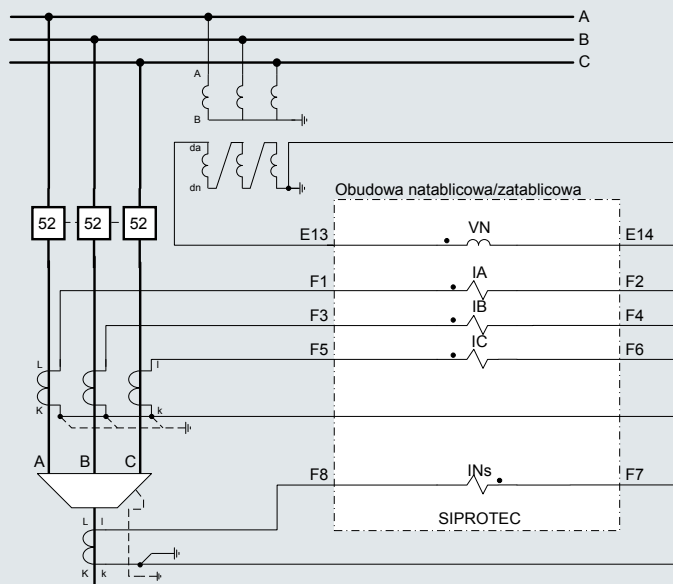 A
B
C
A
B
da
dn
Obudowa natablicowa/zatablicowa
52 52 52
E13 VN E14
F1 IA F2
F3 IB F4
F5 IC F6
L l
K k
A B C
F8 INs F7
SIPROTEC
L l
K k